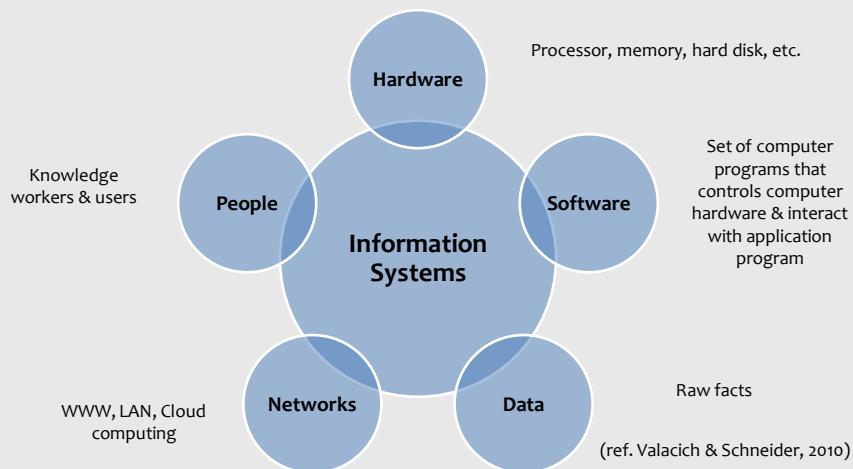 Hardware
Processor, memory, hard disk, etc.
Knowledge
workers & users
People
Software
Set of computer
programs that
controls computer
hardware & interact
with application
program
Information
Systems
WWW, LAN, Cloud
computing
Networks
Data
Raw facts
(ref. Valacich & Schneider, 2010)